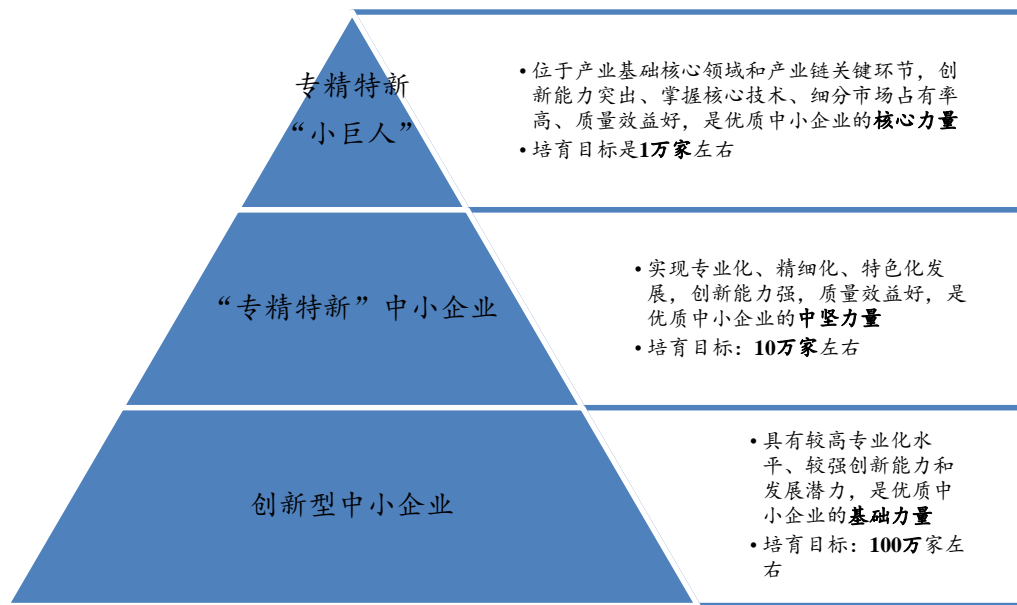 专精特新
“小巨人”
• 位于产业基础核心领域和产业链关键环节，创
新能力突出、掌握核心技术、细分市场占有率
高、质量效益好，是优质中小企业的核心力量
• 培育目标是1万家左右
“专精特新”中小企业
• 实现专业化、精细化、特色化发
展，创新能力强，质量效益好，是
优质中小企业的中坚力量
• 培育目标：10万家左右
创新型中小企业
• 具有较高专业化水
平、较强创新能力和
发展潜力，是优质中
小企业的基础力量
• 培育目标：100万家左
右